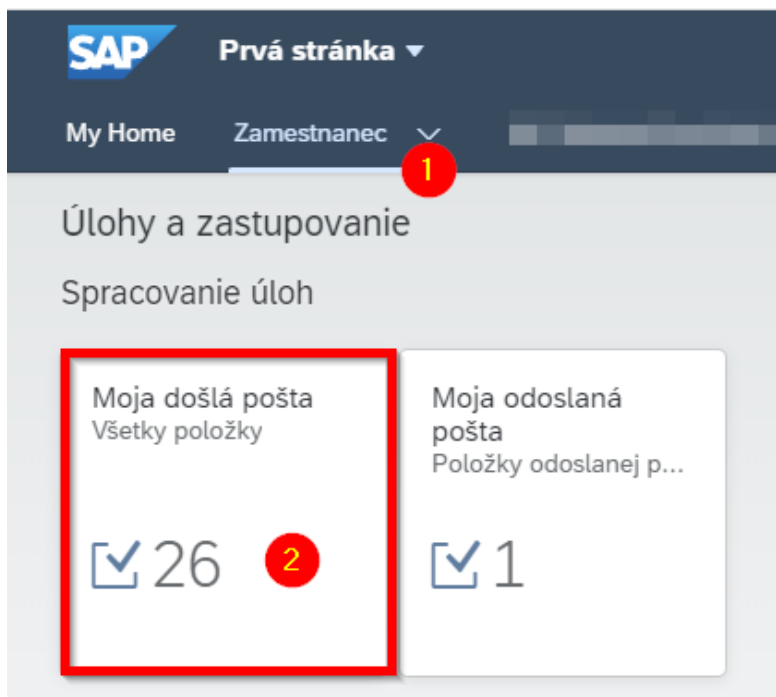 SAP Prvá stránka
My Home Zamestnanec
1
Úlohy a zastupovanie
Spracovanie úloh
Moja došlá pošta
Všetky položky
26
2
Moja odoslaná
pošta
Položky odoslanej p...
1